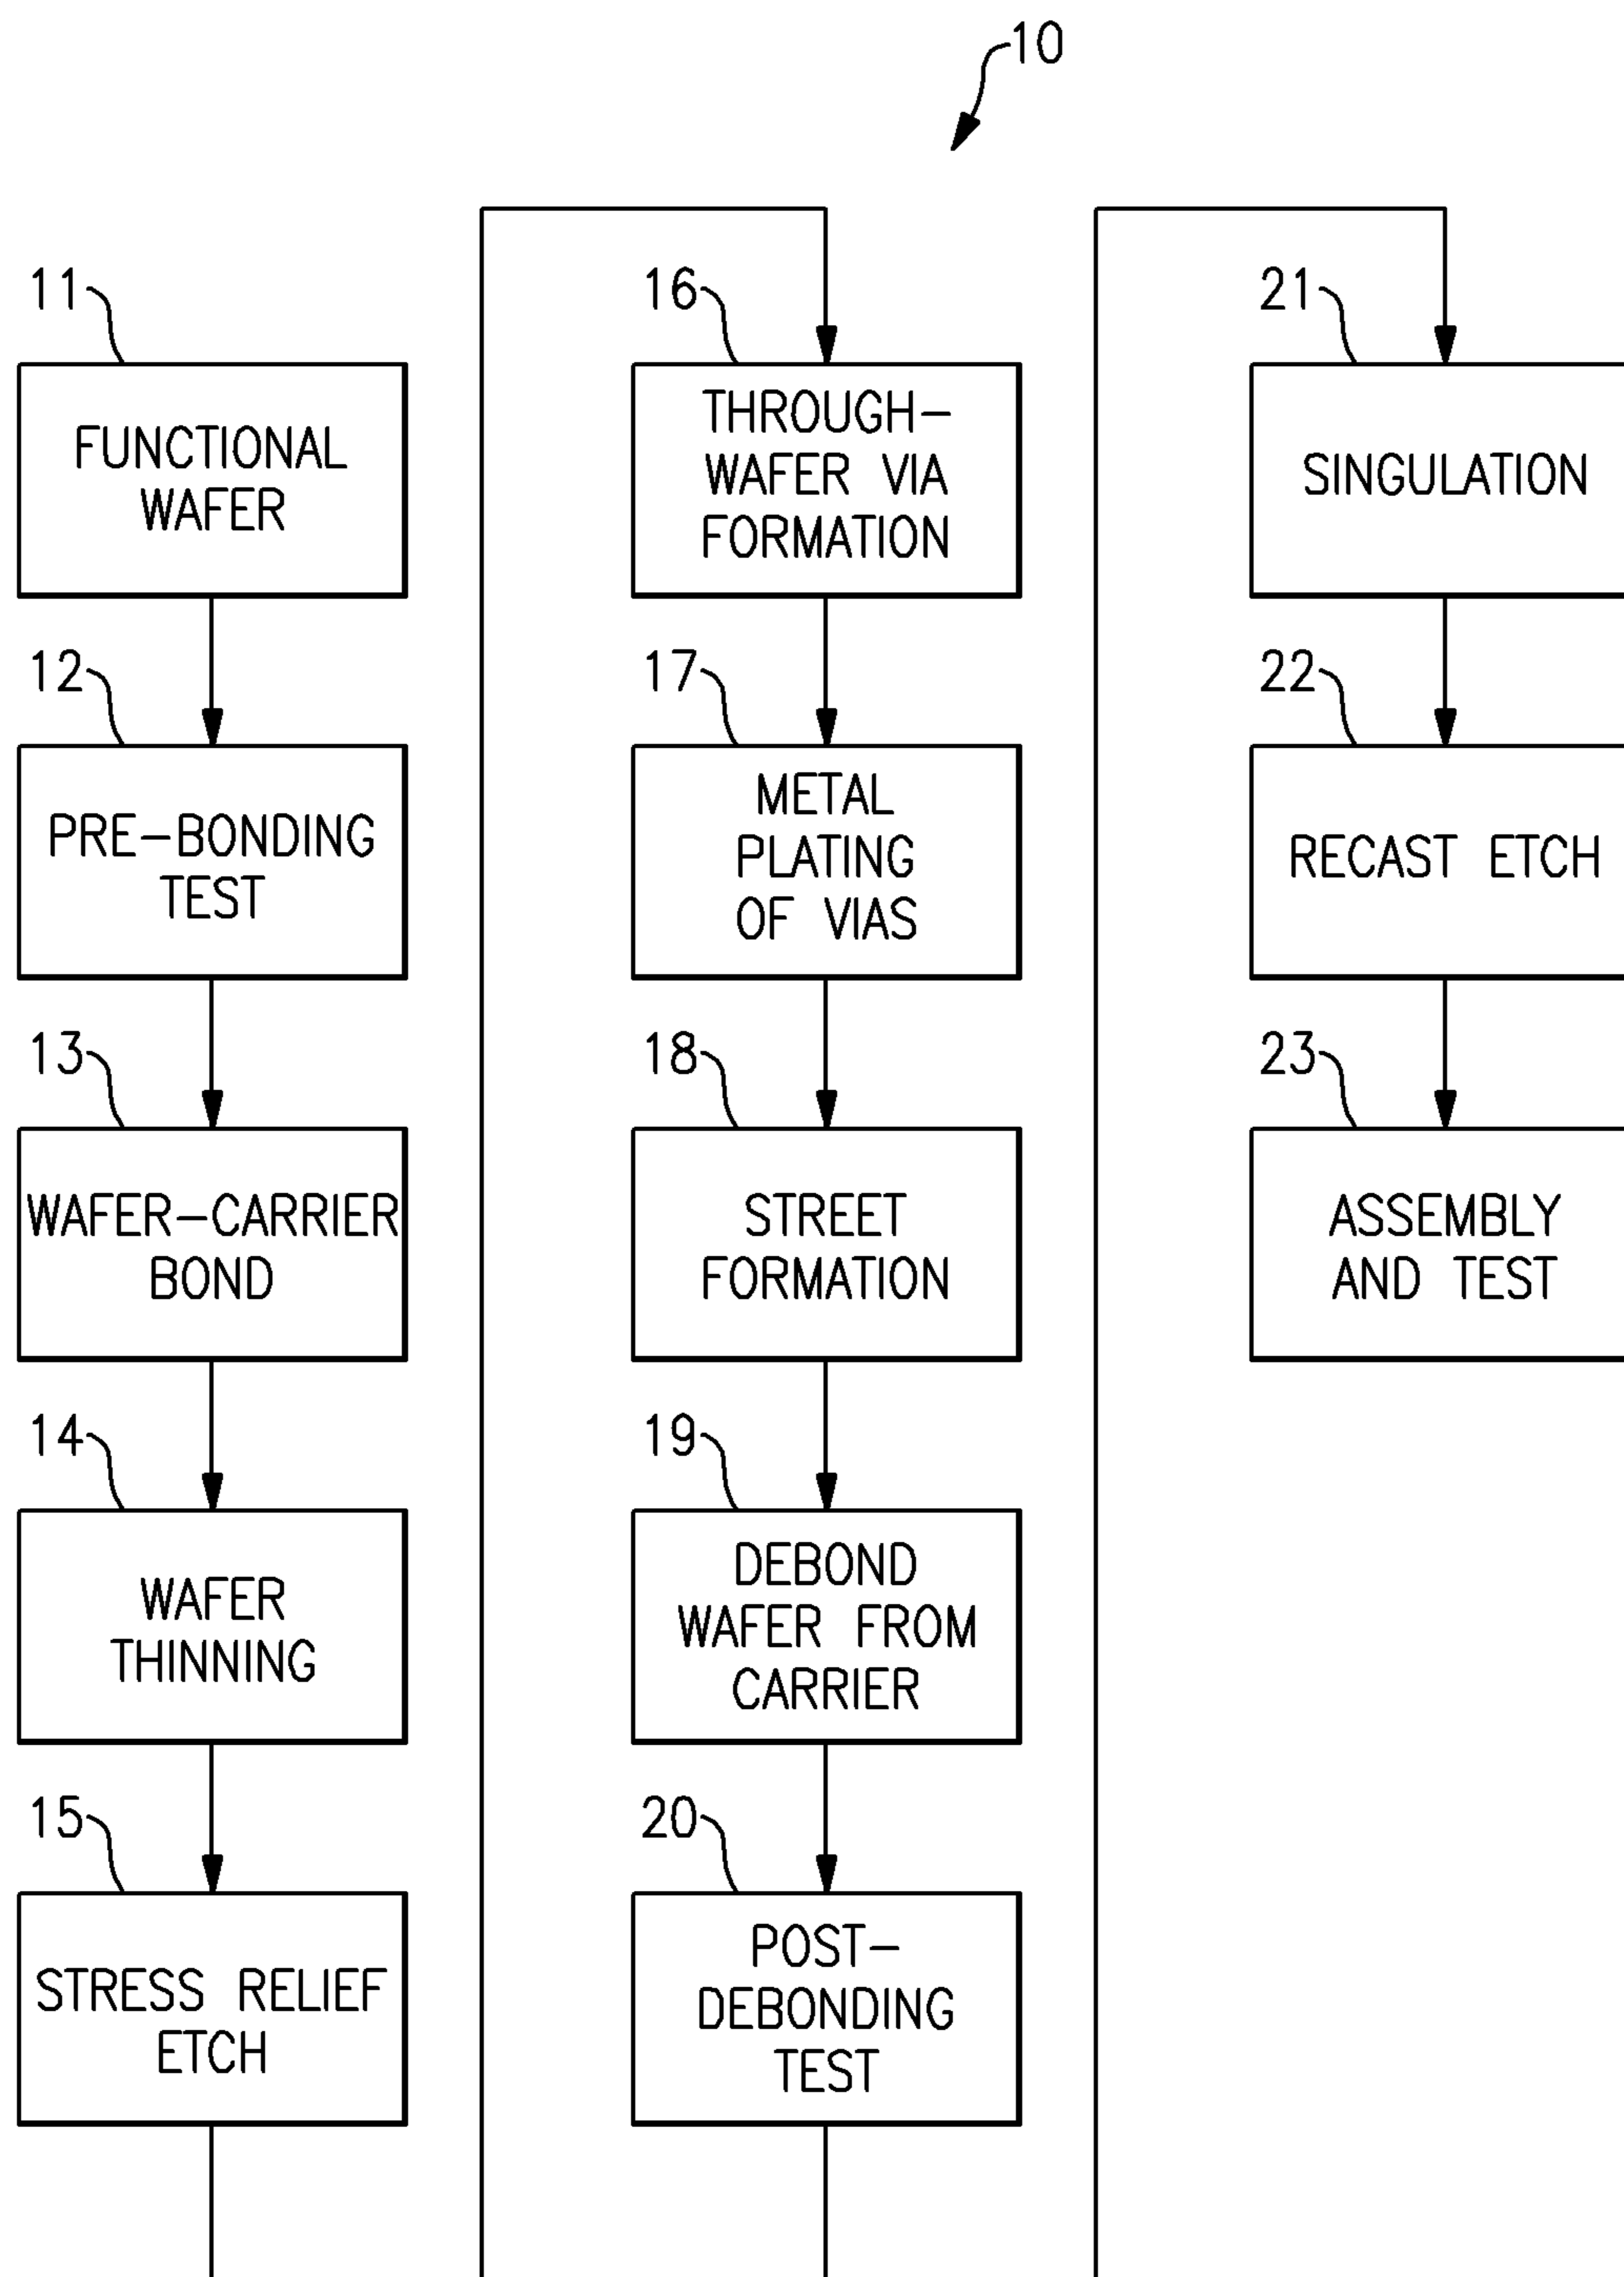 10
11
FUNCTIONAL
WAFER
12
PRE-BONDING
TEST
13
WAFER-CARRIER
BOND
14
WAFER
THINNING
15
STRESS RELIEF
ETCH
16
THROUGH-
WAFER VIA
FORMATION
17
METAL
PLATING
OF VIAS
18
STREET
FORMATION
19
DEBOND
WAFER FROM
CARRIER
20
POST-
DEBONDING
TEST
21
SINGULATION
22
RECAST ETCH
23
ASSEMBLY
AND TEST